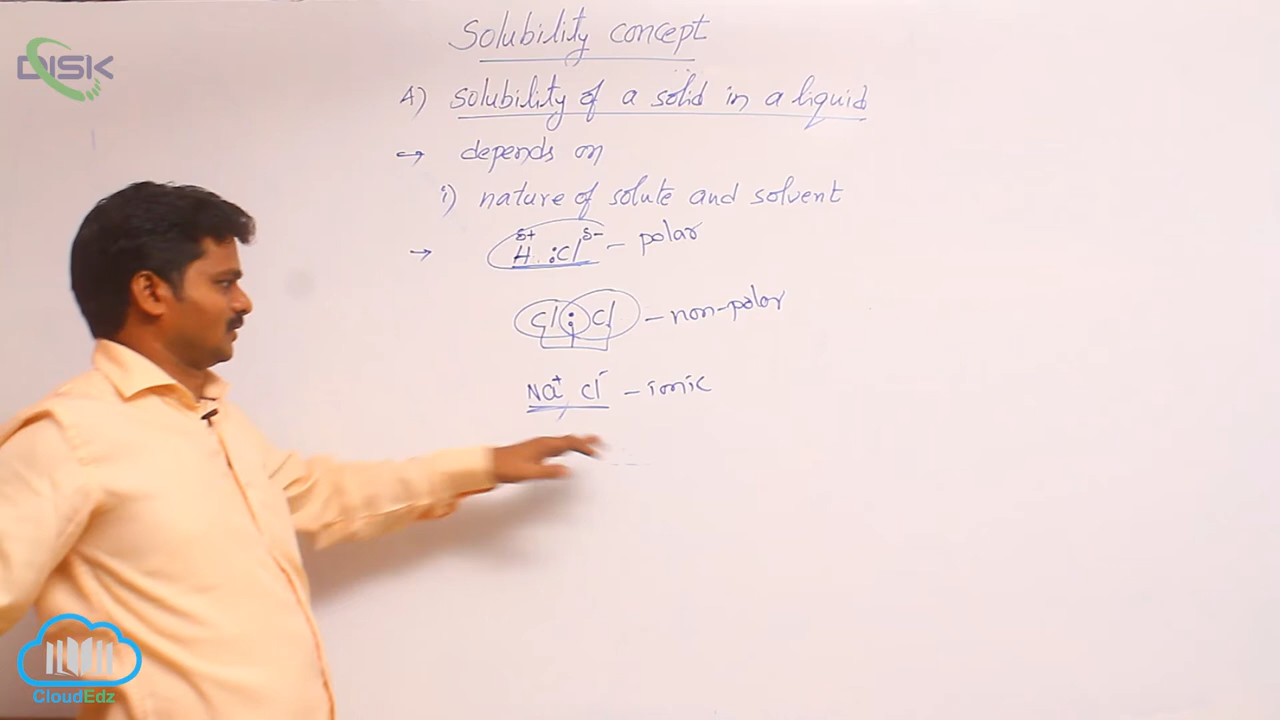 Solubility concept
DISK
A) solubility of a solid in a liquid
→ depends on
i) nature of solute and solvent
→ δ+ H :Cl δ- – polar
Cl : Cl – non-polar
Na+ Cl- – ionic
CloudEdz